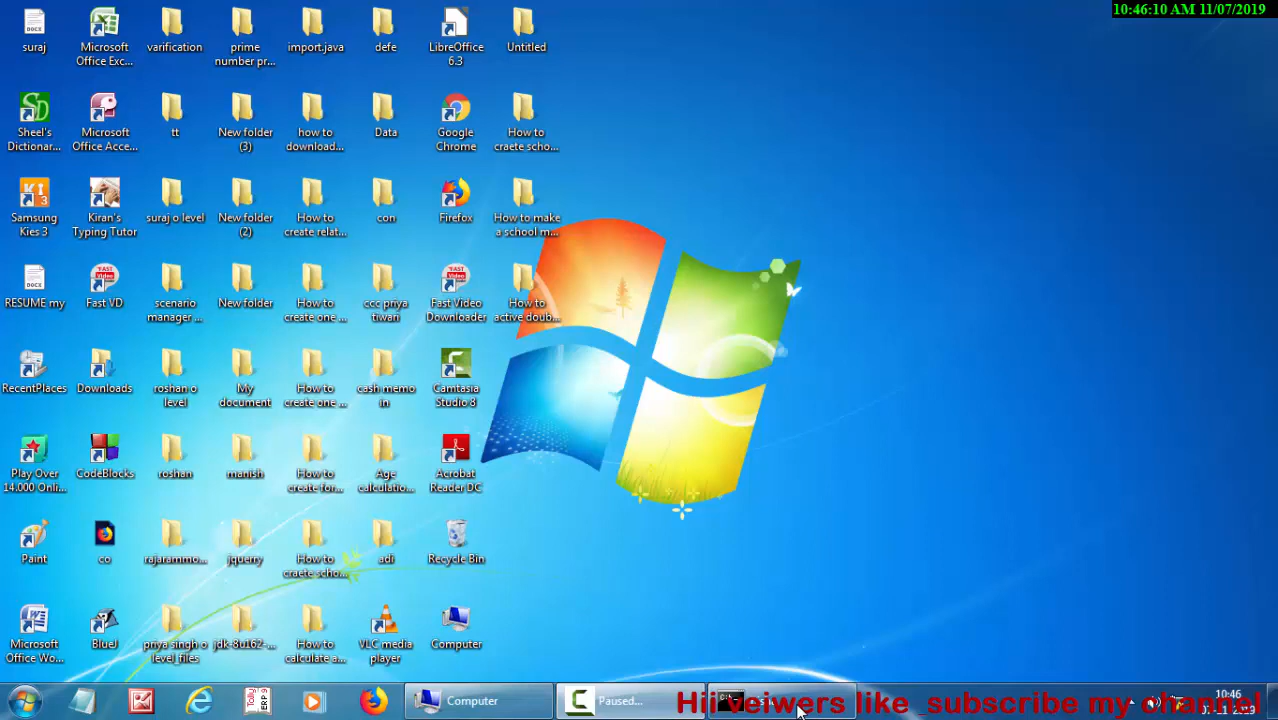 10:46:10 AM 11/07/2019
suraj
Microsoft
Office Exc...
varification
prime
number pr...
import.java
defe
LibreOffice
6.3
Untitled
Sheel's
Dictionar...
Microsoft
Office Acce...
tt
New folder
(3)
how to
download...
Data
Google
Chrome
How to
craete scho...
Samsung
Kies 3
Kiran's
Typing Tutor
suraj o level
New folder
(2)
How to
create relat...
con
Firefox
How to make
a school m...
RESUME my
Fast VD
scenario
manager ...
New folder
How to
create one ...
ccc priya
tiwari
Fast Video
Downloader
How to
active doub...
RecentPlaces
Downloads
roshan o
level
My
document
How to
create one ...
cash memo
in
Camtasia
Studio 8
Play Over
14.000 Onli...
CodeBlocks
roshan
manish
How to
create for...
Age
calculatio...
Acrobat
Reader DC
Paint
co
rajarammo...
jquerry
How to
craete scho...
adi
Recycle Bin
Microsoft
Office Wo...
BlueJ
priya singh o
level_files
jdk-8u162-...
How to
calculate a...
VLC media
player
Computer
Computer
Paused...
Hii veiwers like _subscribe my channel
10:46